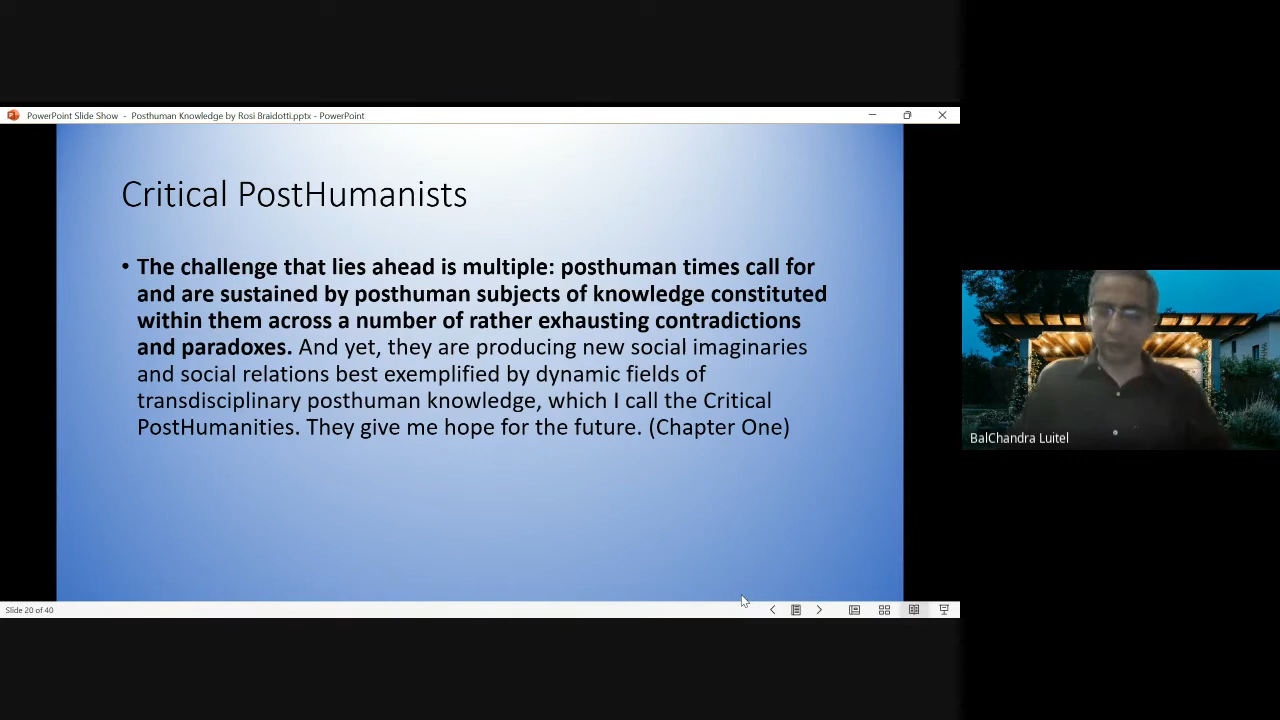 PowerPoint Slide Show - Posthuman Knowledge by Rosi Braidotti.pptx - PowerPoint
Critical PostHumanists
• The challenge that lies ahead is multiple: posthuman times call for
and are sustained by posthuman subjects of knowledge constituted
within them across a number of rather exhausting contradictions
and paradoxes. And yet, they are producing new social imaginaries
and social relations best exemplified by dynamic fields of
transdisciplinary posthuman knowledge, which I call the Critical
PostHumanities. They give me hope for the future. (Chapter One)
BalChandra Luitel
Slide 20 of 40